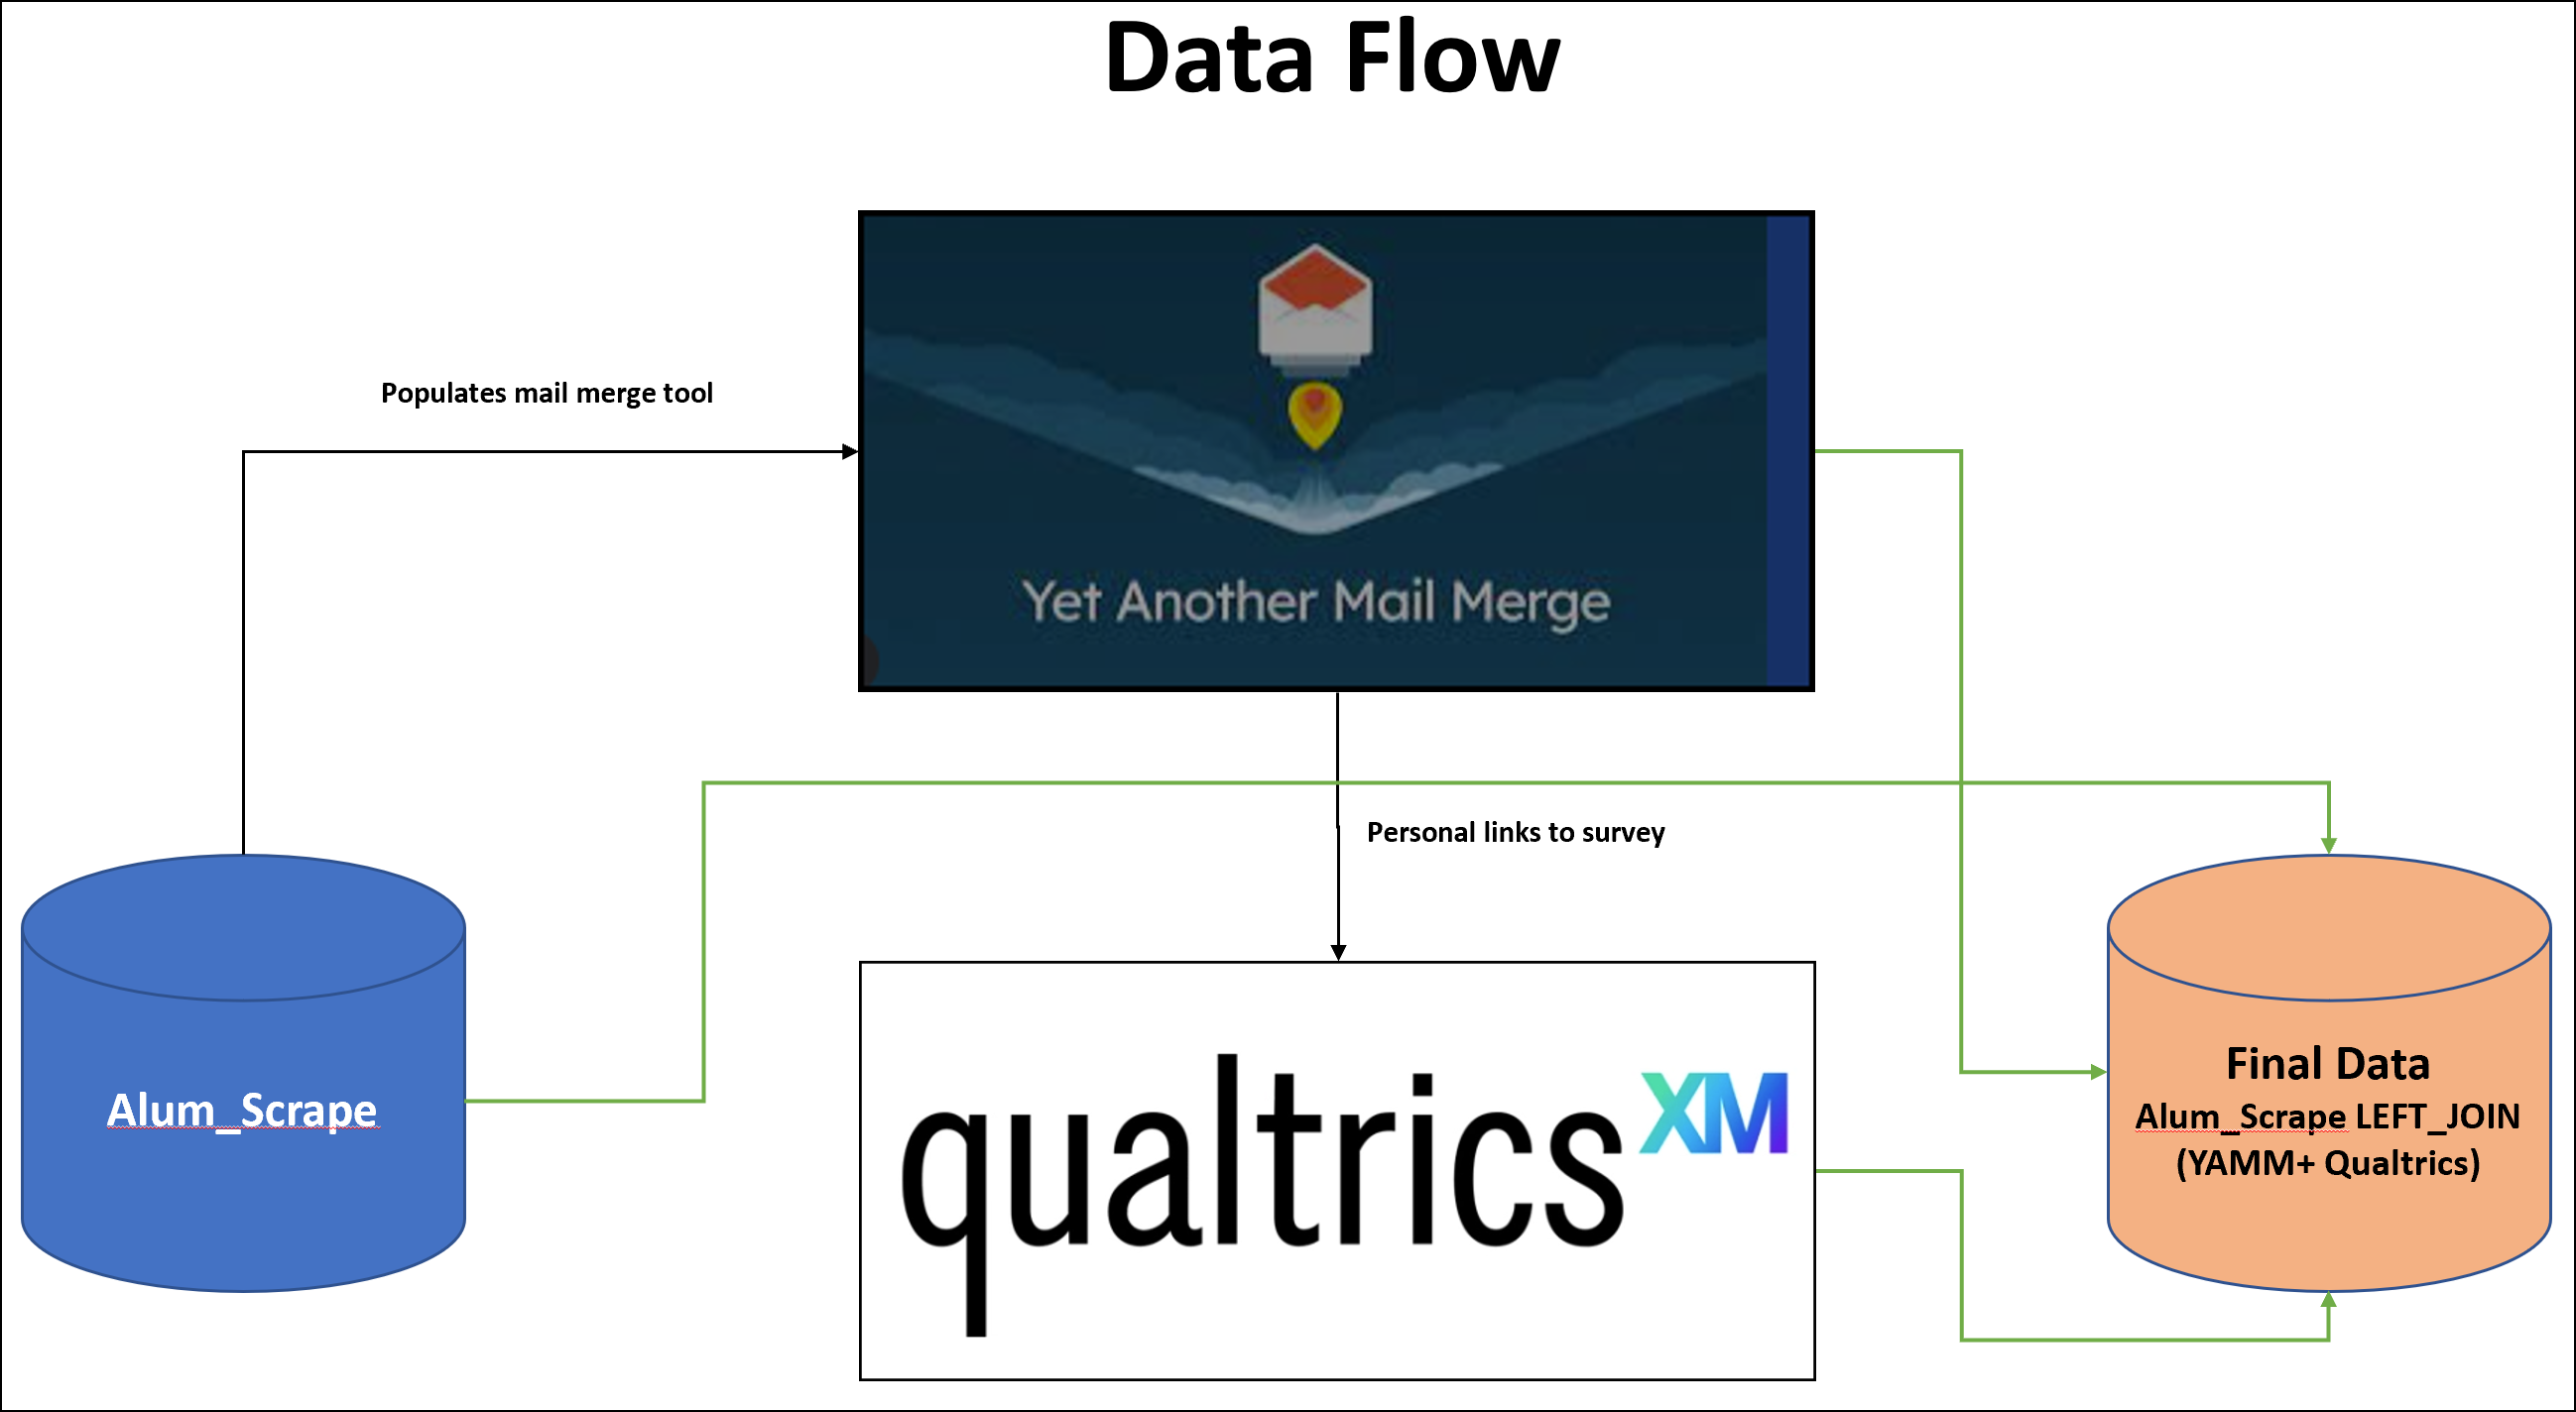 Data Flow
Populates mail merge tool
Yet Another Mail Merge
Personal links to survey
Alum_Scrape
qualtrics XM
Final Data
Alum_Scrape LEFT_JOIN
(YAMM+ Qualtrics)